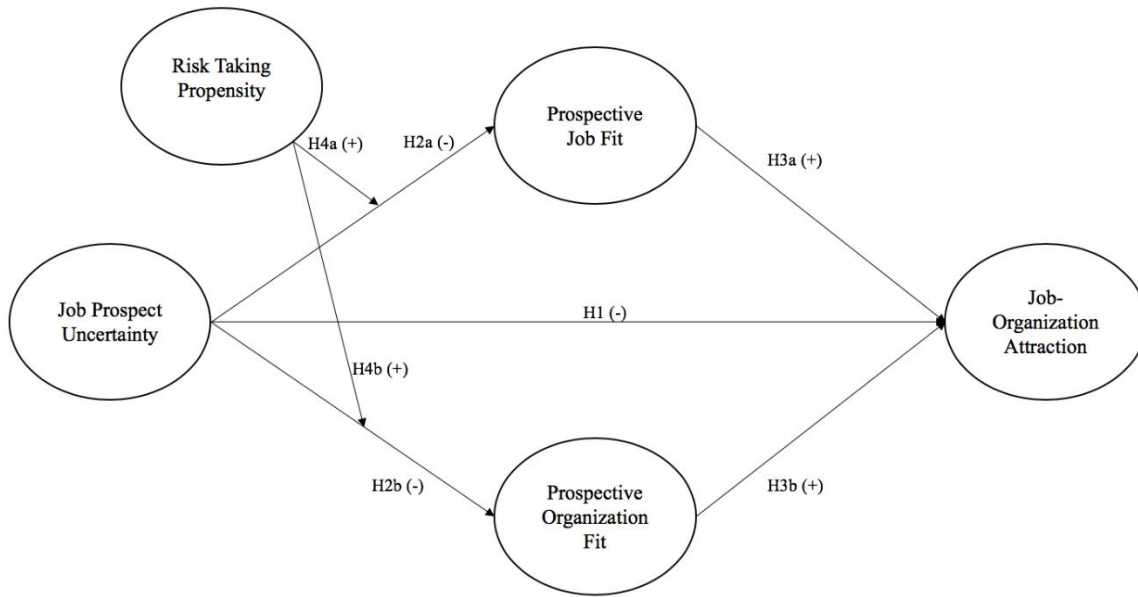 Risk Taking
Propensity
Prospective
Job Fit
H4a (+)
H2a (-)
H3a (+)
Job Prospect
Uncertainty
H1 (-)
Job-
Organization
Attraction
H4b (+)
H2b (-)
H3b (+)
Prospective
Organization
Fit